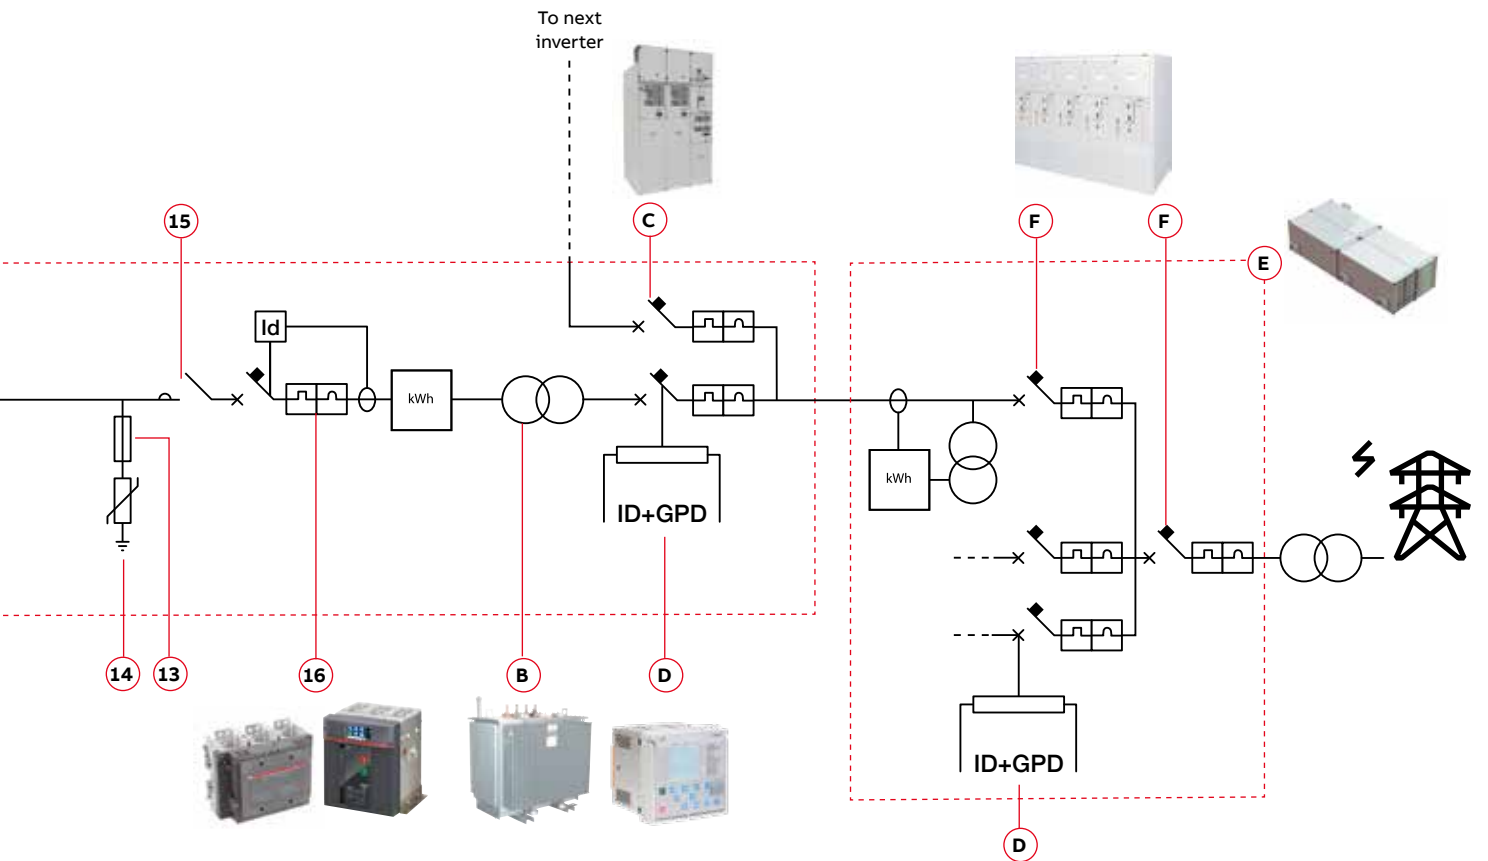 To next
inverter
15
C
F
F
E
Id
kWh
kWh
ID+GPD
14
13
16
B
D
ID+GPD
D